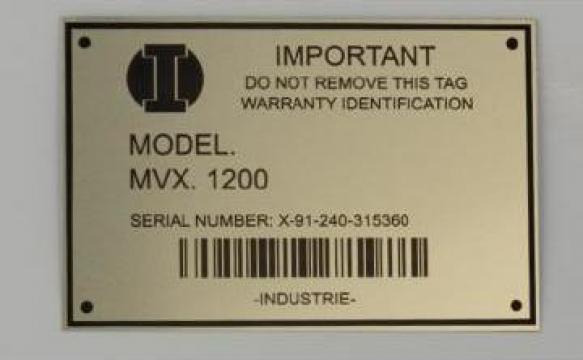 I
IMPORTANT
DO NOT REMOVE THIS TAG
WARRANTY IDENTIFICATION
MODEL.
MVX. 1200
SERIAL NUMBER: X-91-240-315360
-INDUSTRIE-